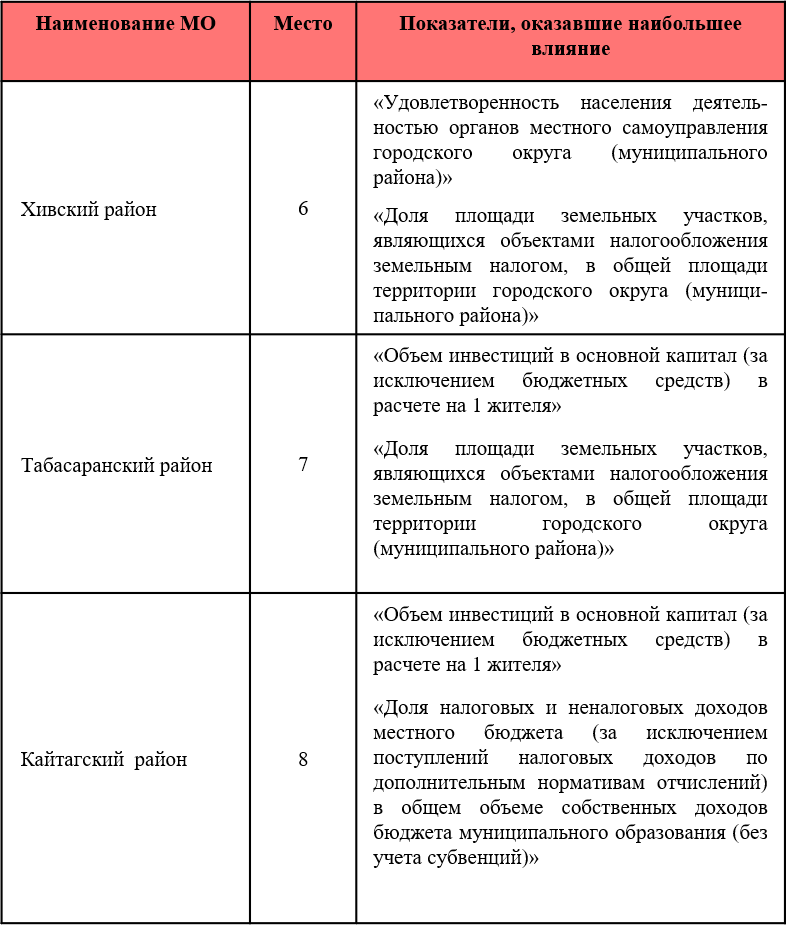 Наименование МО
Место
Показатели, оказавшие наибольшее
влияние
Хивский район
6
«Удовлетворенность населения деятель-
ностью органов местного самоуправления
городского округа (муниципального
района)»
«Доля площади земельных участков,
являющихся объектами налогообложения
земельным налогом, в общей площади
территории городского округа (муници-
пального района)»
Табасаранский район
7
«Объем инвестиций в основной капитал (за
исключением бюджетных средств) в
расчете на 1 жителя»
«Доля площади земельных участков,
являющихся объектами налогообложения
земельным налогом, в общей площади
территории городского округа
(муниципального района)»
Кайтагский район
8
«Объем инвестиций в основной капитал (за
исключением бюджетных средств) в
расчете на 1 жителя»
«Доля налоговых и неналоговых доходов
местного бюджета (за исключением
поступлений налоговых доходов по
дополнительным нормативам отчислений)
в общем объеме собственных доходов
бюджета муниципального образования (без
учета субвенций)»